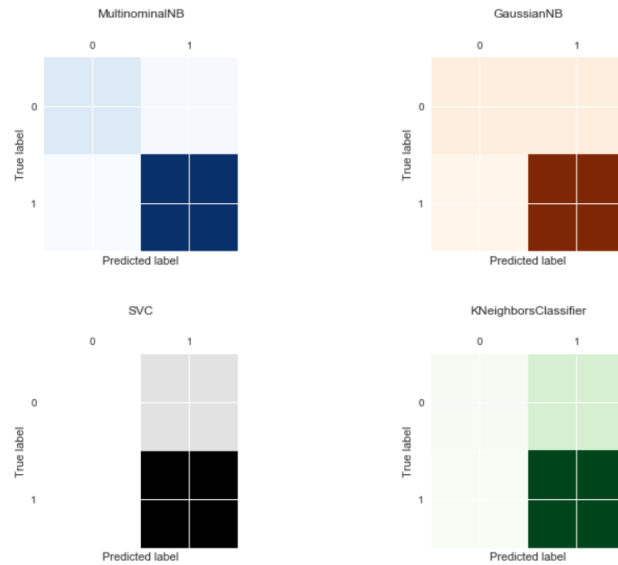 MultinominalNB
0 1
0
1
True label
Predicted label
GaussianNB
0 1
0
1
True label
Predicted label
SVC
0 1
0
1
True label
Predicted label
KNeighborsClassifier
0 1
0
1
True label
Predicted label